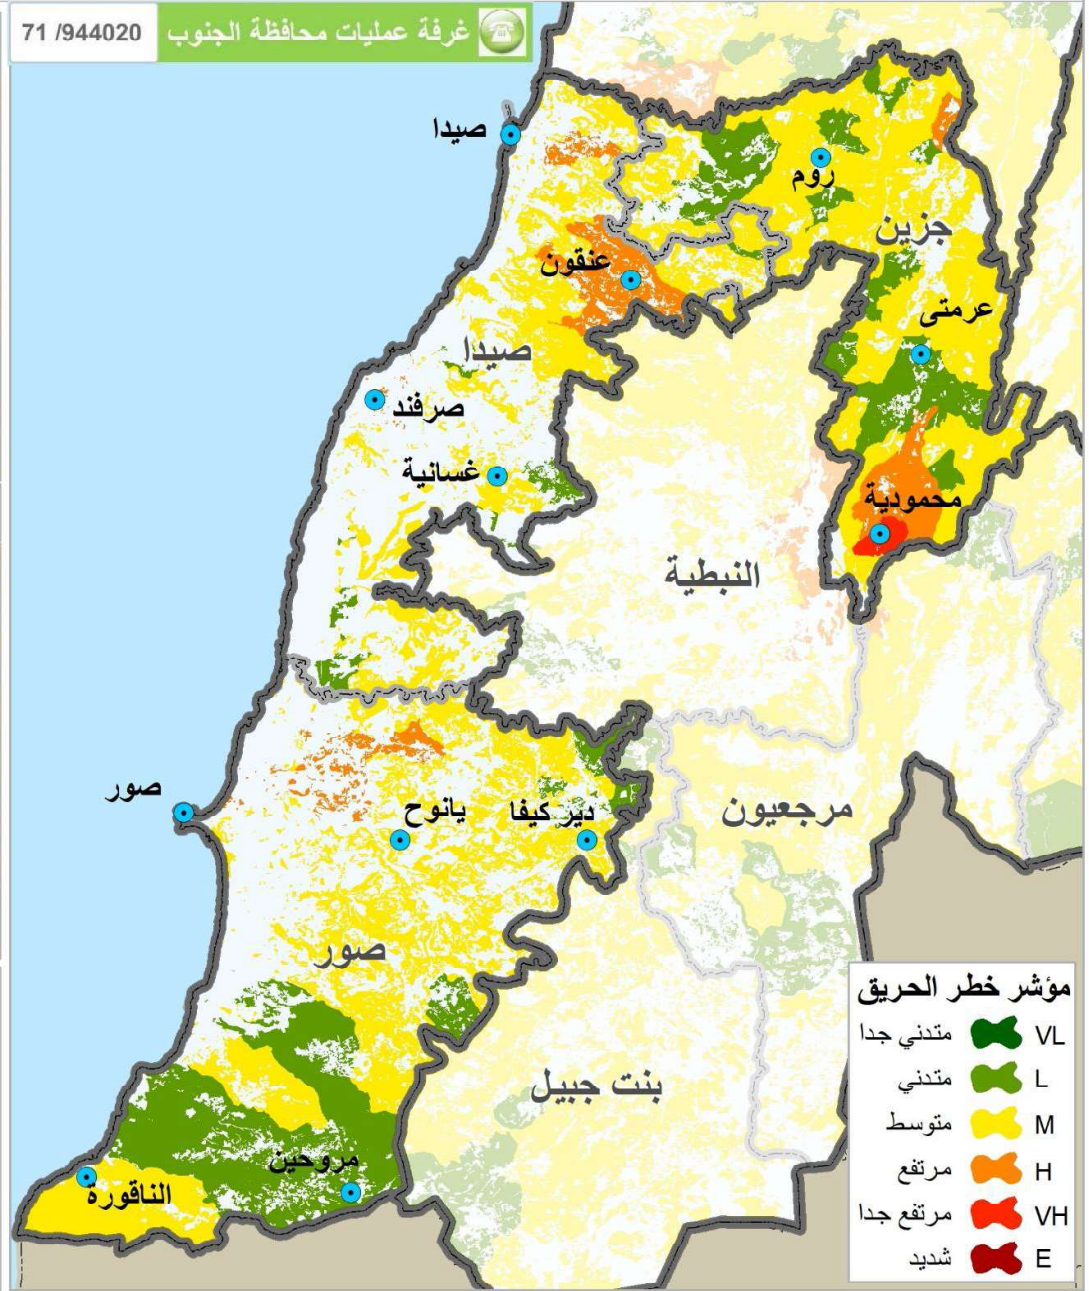 غرفة عمليات محافظة الجنوب 71 /944020
صيدا
روم
جزين
عنقون
عرمتى
صيدا
صرفند
غسانية
محمودية
النبطية
صور
يانوح
دير كيفا
مرجعيون
صور
بنت جبيل
مروحين
الناقورة
مؤشر خطر الحريق
متدني جدا VL
متدني L
متوسط M
مرتفع H
مرتفع جدا VH
شديد E